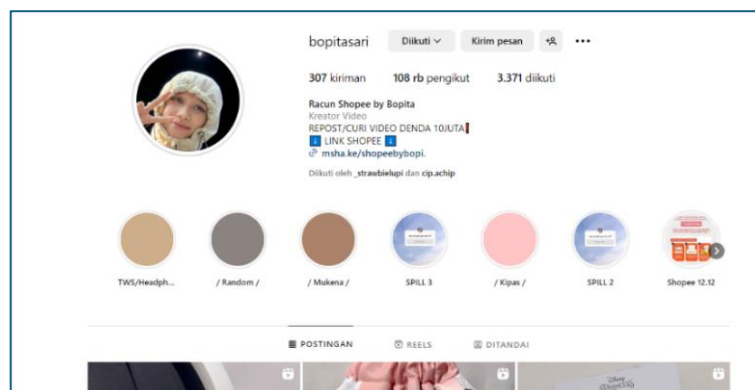 bopitasari Diikuti Kirim pesan
307 kiriman 108 rb pengikut 3.371 diikuti
Racun Shopee by Bopita
Kreator Video
REPOST/CURI VIDEO DENDA 10JUTA
LINK SHOPEE
msha.ke/shopeebybopi.
Diikuti oleh _strawbielupi dan cip.achip
TWS/Headph... / Random / / Mukena / SPILL 3 / Kipas / SPILL 2 Shopee 12.12
POSTINGAN REELS DITANDAI